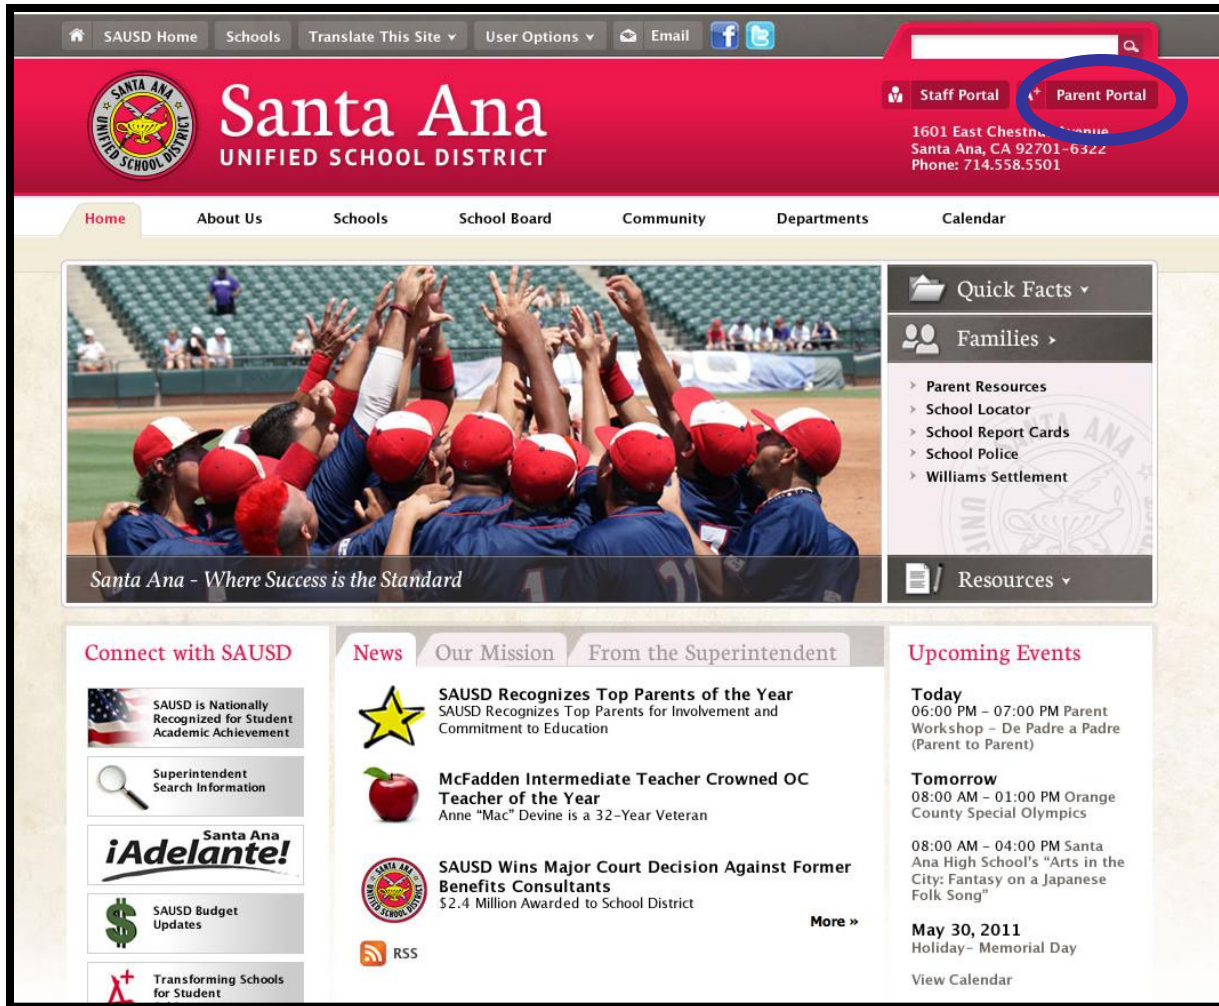 SAUSD Home Schools Translate This Site User Options Email
Staff Portal A+ Parent Portal
SANTA ANA
UNIFIED SCHOOL DISTRICT
Santa Ana
UNIFIED SCHOOL DISTRICT
1601 East Chestnut Avenue
Santa Ana, CA 92701-6322
Phone: 714.558.5501
Home About Us Schools School Board Community Departments Calendar
Quick Facts
Families
Parent Resources
School Locator
School Report Cards
School Police
Williams Settlement
Resources
Santa Ana - Where Success is the Standard
Connect with SAUSD
SAUSD is Nationally
Recognized for Student
Academic Achievement
Superintendent
Search Information
Santa Ana
¡Adelante!
SAUSD Budget
Updates
Transforming Schools
for Student
News Our Mission From the Superintendent
SAUSD Recognizes Top Parents of the Year
SAUSD Recognizes Top Parents for Involvement and
Commitment to Education
McFadden Intermediate Teacher Crowned OC
Teacher of the Year
Anne “Mac” Devine is a 32-Year Veteran
SAUSD Wins Major Court Decision Against Former
Benefits Consultants
$2.4 Million Awarded to School District
More »
RSS
Upcoming Events
Today
06:00 PM – 07:00 PM Parent
Workshop – De Padre a Padre
(Parent to Parent)
Tomorrow
08:00 AM – 01:00 PM Orange
County Special Olympics
08:00 AM – 04:00 PM Santa
Ana High School's “Arts in the
City: Fantasy on a Japanese
Folk Song”
May 30, 2011
Holiday– Memorial Day
View Calendar